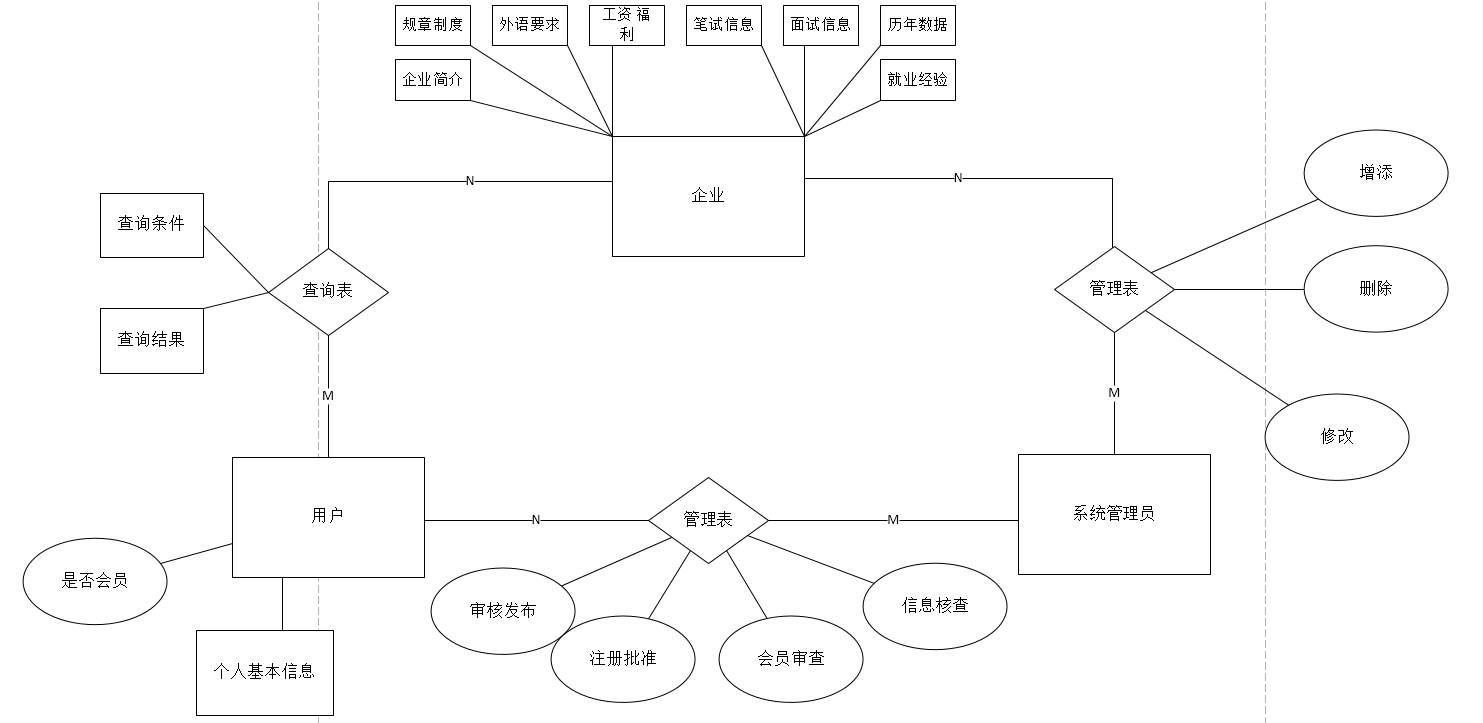 规章制度
外语要求
工资 福
利
笔试信息
面试信息
历年数据
企业简介
就业经验
企业
N
N
增添
查询条件
查询表
管理表
删除
查询结果
M
M
修改
用户
N
管理表
M
系统管理员
是否会员
审核发布
信息核查
注册批准
会员审查
个人基本信息